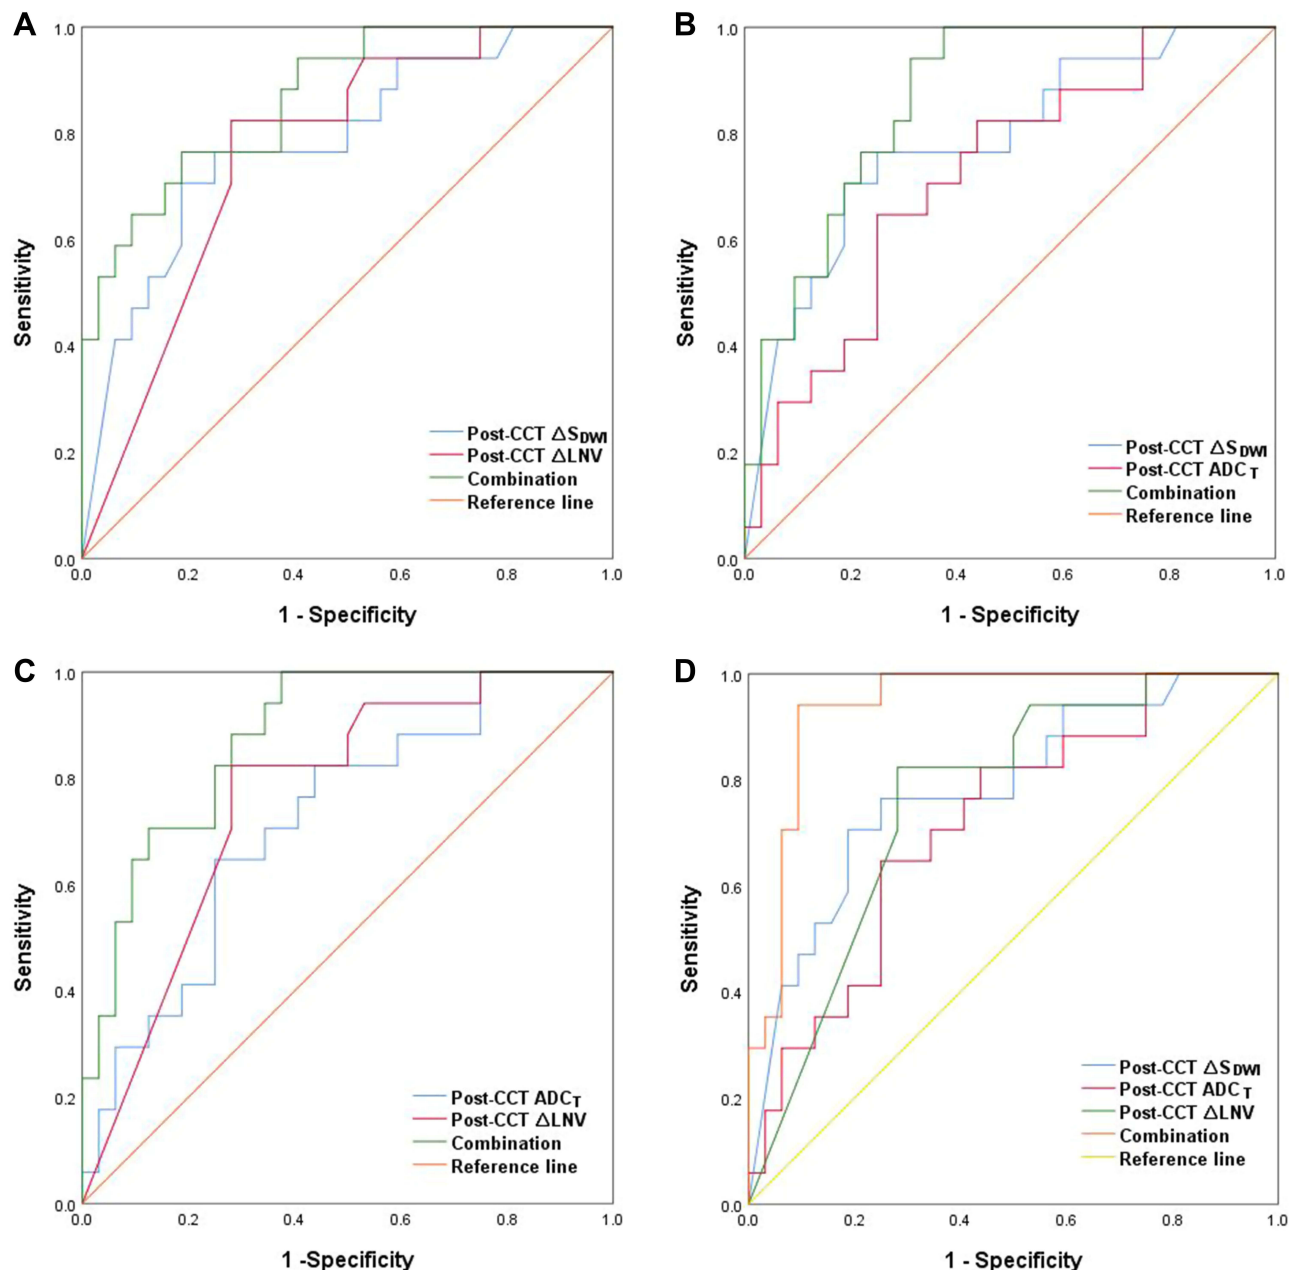 A
1.0
0.8
0.6
0.4
0.2
0.0
Sensitivity
0.0 0.2 0.4 0.6 0.8 1.0
1 - Specificity
Post-CCT △SDWI
Post-CCT △LNV
Combination
Reference line
B
1.0
0.8
0.6
0.4
0.2
0.0
Sensitivity
0.0 0.2 0.4 0.6 0.8 1.0
1 - Specificity
Post-CCT △SDWI
Post-CCT ADCT
Combination
Reference line
C
1.0
0.8
0.6
0.4
0.2
0.0
Sensitivity
0.0 0.2 0.4 0.6 0.8 1.0
1 -Specificity
Post-CCT ADCT
Post-CCT △LNV
Combination
Reference line
D
1.0
0.8
0.6
0.4
0.2
0.0
Sensitivity
0.0 0.2 0.4 0.6 0.8 1.0
1 - Specificity
Post-CCT △SDWI
Post-CCT ADCT
Post-CCT △LNV
Combination
Reference line